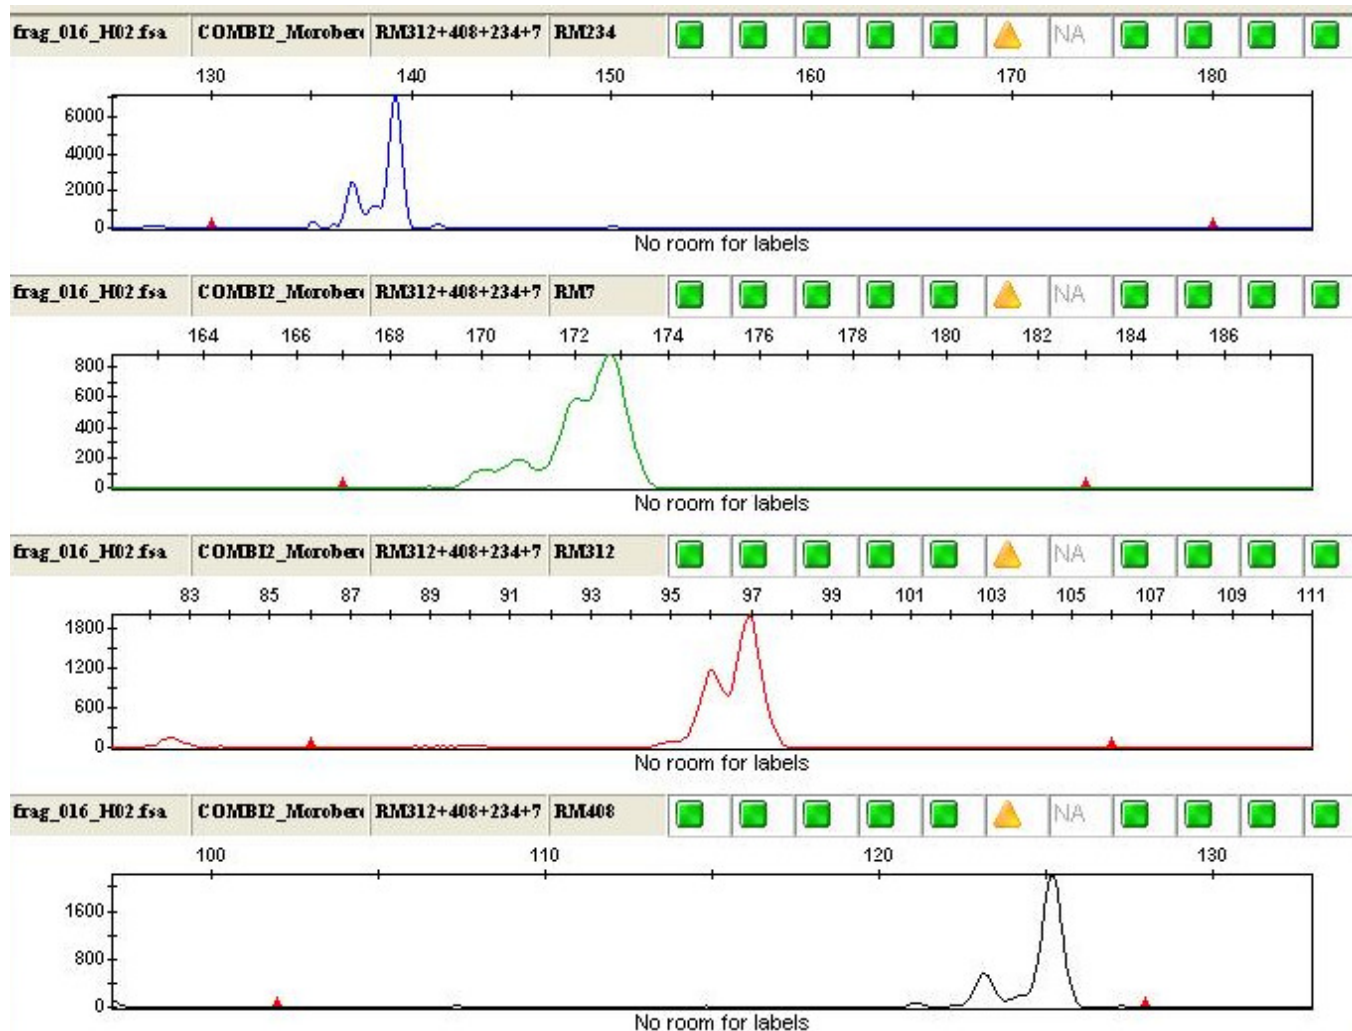 frag_016_H02.fsa COMBI2_Morobere RM312+408+234+7 RM234 NA
130 140 150 160 170 180
6000
4000
2000
0
No room for labels
frag_016_H02.fsa COMBI2_Morobere RM312+408+234+7 RM7 NA
164 166 168 170 172 174 176 178 180 182 184 186
800
600
400
200
0
No room for labels
frag_016_H02.fsa COMBI2_Morobere RM312+408+234+7 RM312 NA
83 85 87 89 91 93 95 97 99 101 103 105 107 109 111
1800
1200
600
0
No room for labels
frag_016_H02.fsa COMBI2_Morobere RM312+408+234+7 RM408 NA
100 110 120 130
1600
800
0
No room for labels